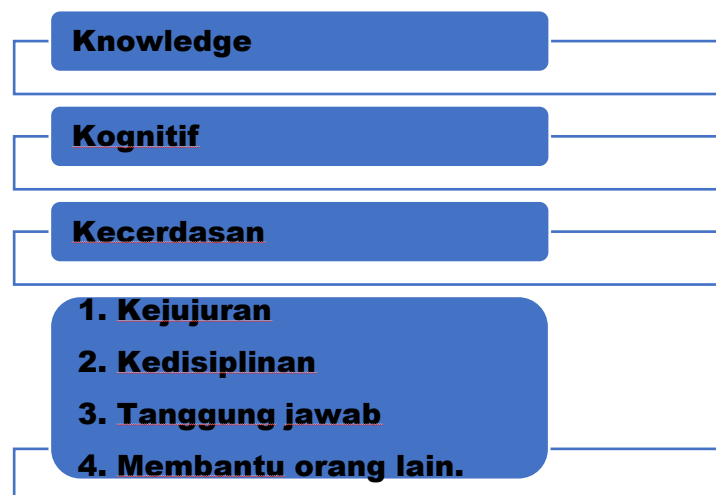 Knowledge
Kognitif
Kecerdasan
1. Kejujuran
2. Kedisiplinan
3. Tanggung jawab
4. Membantu orang lain.